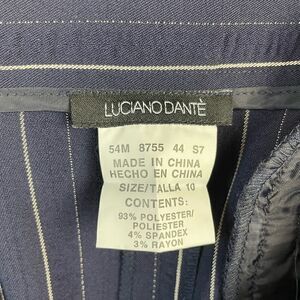 LUCIANO DANTÈ
54M 8755 44 S7
MADE IN CHINA
HECHO EN CHINA
SIZE/TALLA 10
CONTENTS:
93% POLYESTER/
POLIESTER
4% SPANDEX
3% RAYON